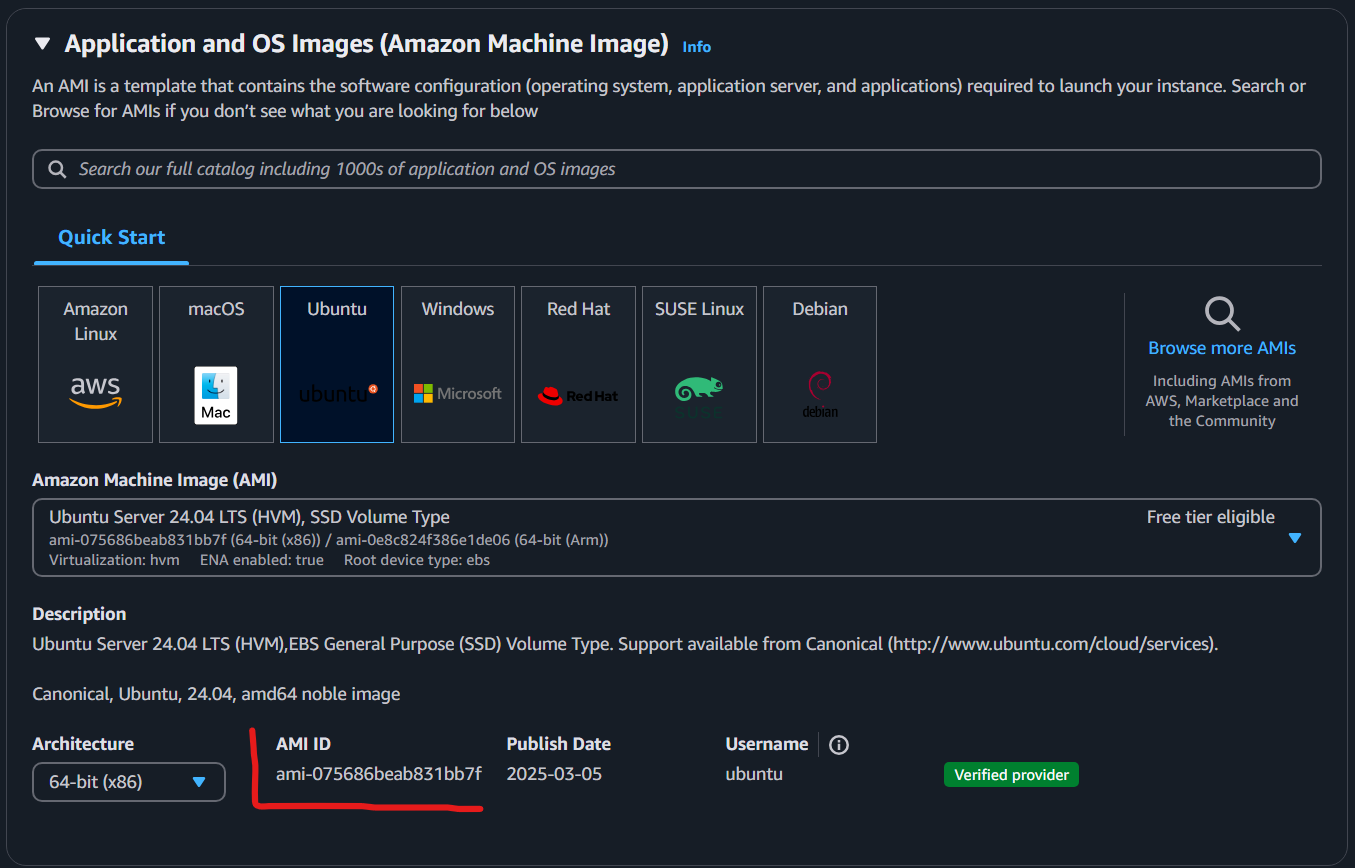 Application and OS Images (Amazon Machine Image) Info
An AMI is a template that contains the software configuration (operating system, application server, and applications) required to launch your instance. Search or
Browse for AMIs if you don’t see what you are looking for below
Search our full catalog including 1000s of application and OS images
Quick Start
Amazon
Linux
aws
macOS
Mac
Ubuntu
ubuntu
Windows
Microsoft
Red Hat
Red Hat
SUSE Linux
SUSE
Debian
debian
Browse more AMIs
Including AMIs from
AWS, Marketplace and
the Community
Amazon Machine Image (AMI)
Ubuntu Server 24.04 LTS (HVM), SSD Volume Type
Free tier eligible
ami-075686beab831bb7f (64-bit (x86)) / ami-0e8c824f386e1de06 (64-bit (Arm))
Virtualization: hvm ENA enabled: true Root device type: ebs
Description
Ubuntu Server 24.04 LTS (HVM),EBS General Purpose (SSD) Volume Type. Support available from Canonical (http://www.ubuntu.com/cloud/services).
Canonical, Ubuntu, 24.04, amd64 noble image
Architecture
64-bit (x86)
AMI ID
ami-075686beab831bb7f
Publish Date
2025-03-05
Username
ubuntu
Verified provider